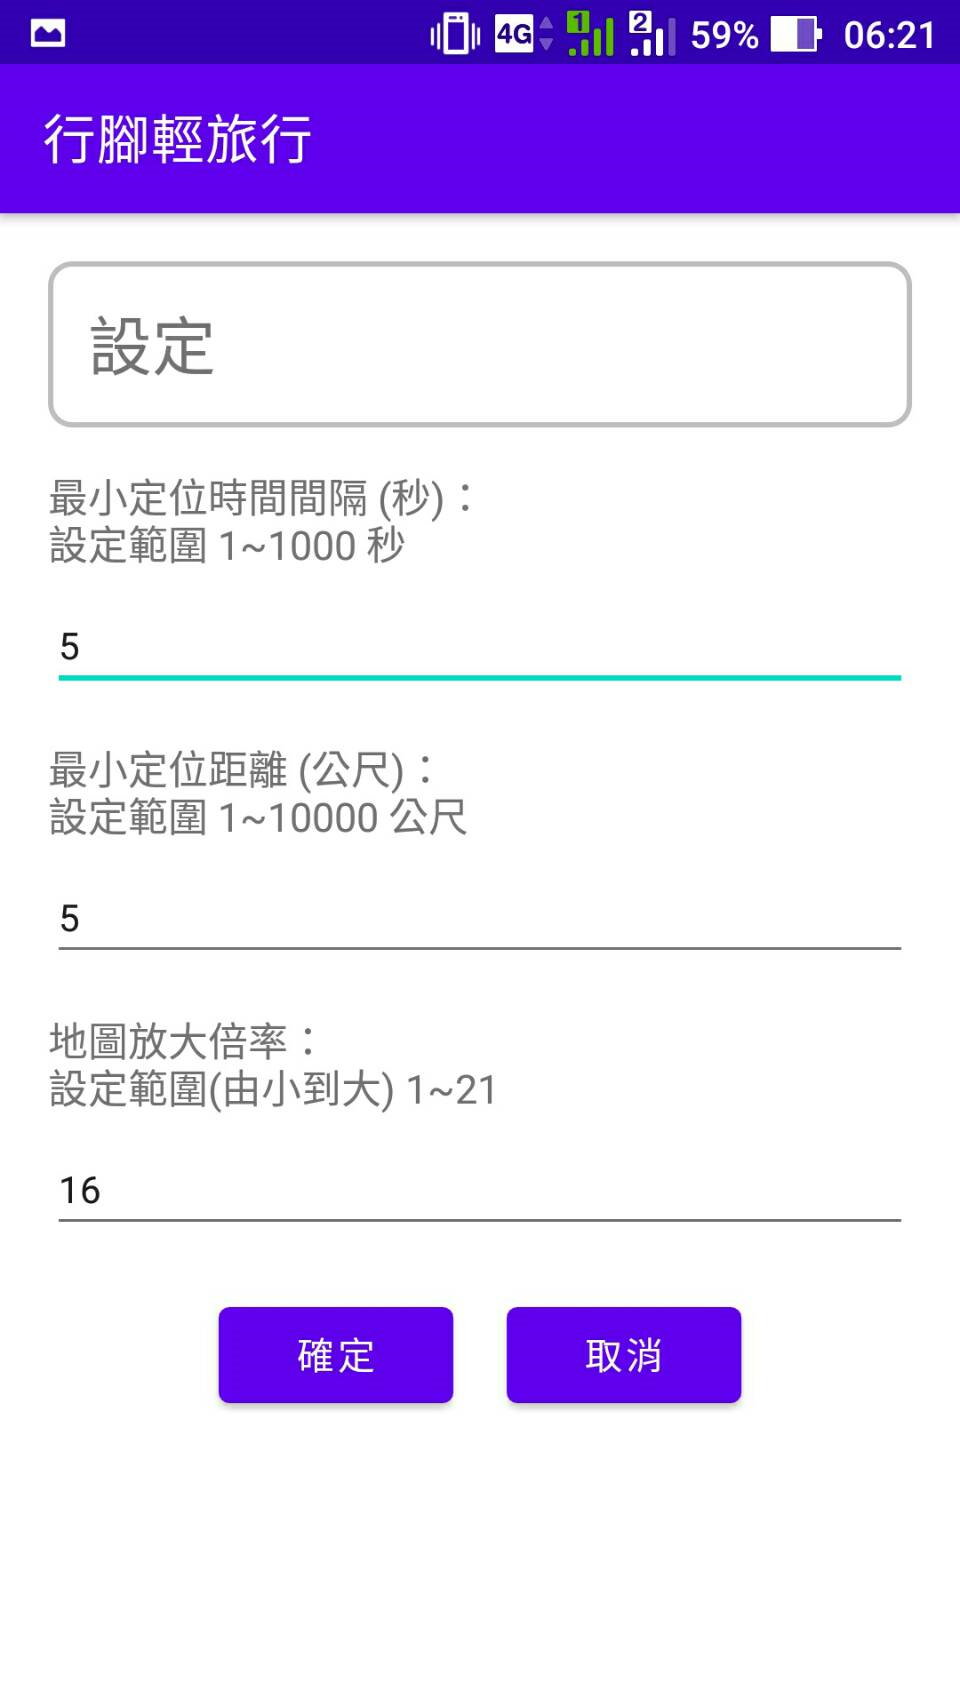 4G 1 2 59% 06:21
行腳輕旅行
設定
最小定位時間間隔 (秳)：
設定範圍 1~1000 秒
5
最小定位距離 (公尺)：
設定範圍 1~10000 公尺
5
地圖放大倍率：
設定範圍(由小到大) 1~21
16
確定 取消